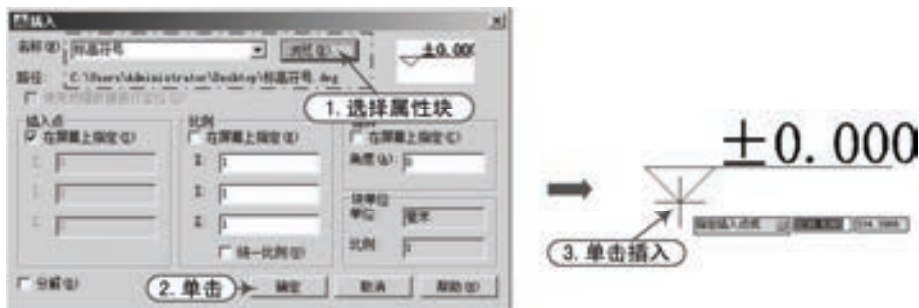 插入
名称(N): 标高符号 浏览(B)... ±0.000
路径: C:\Users\Administrator\Desktop\标高符号.dwg
1. 选择属性块
插入点 比例
在屏幕上指定(S) 在屏幕上指定(E) 在屏幕上指定(C)
X: 1 角度(A): 0
Y: 1
Z: 1
块单位
单位: 毫米
比例: 1
统一比例(U)
分解(D) 2. 单击 确定 取消 帮助(H)
±0.000
指定插入点或
3. 单击插入